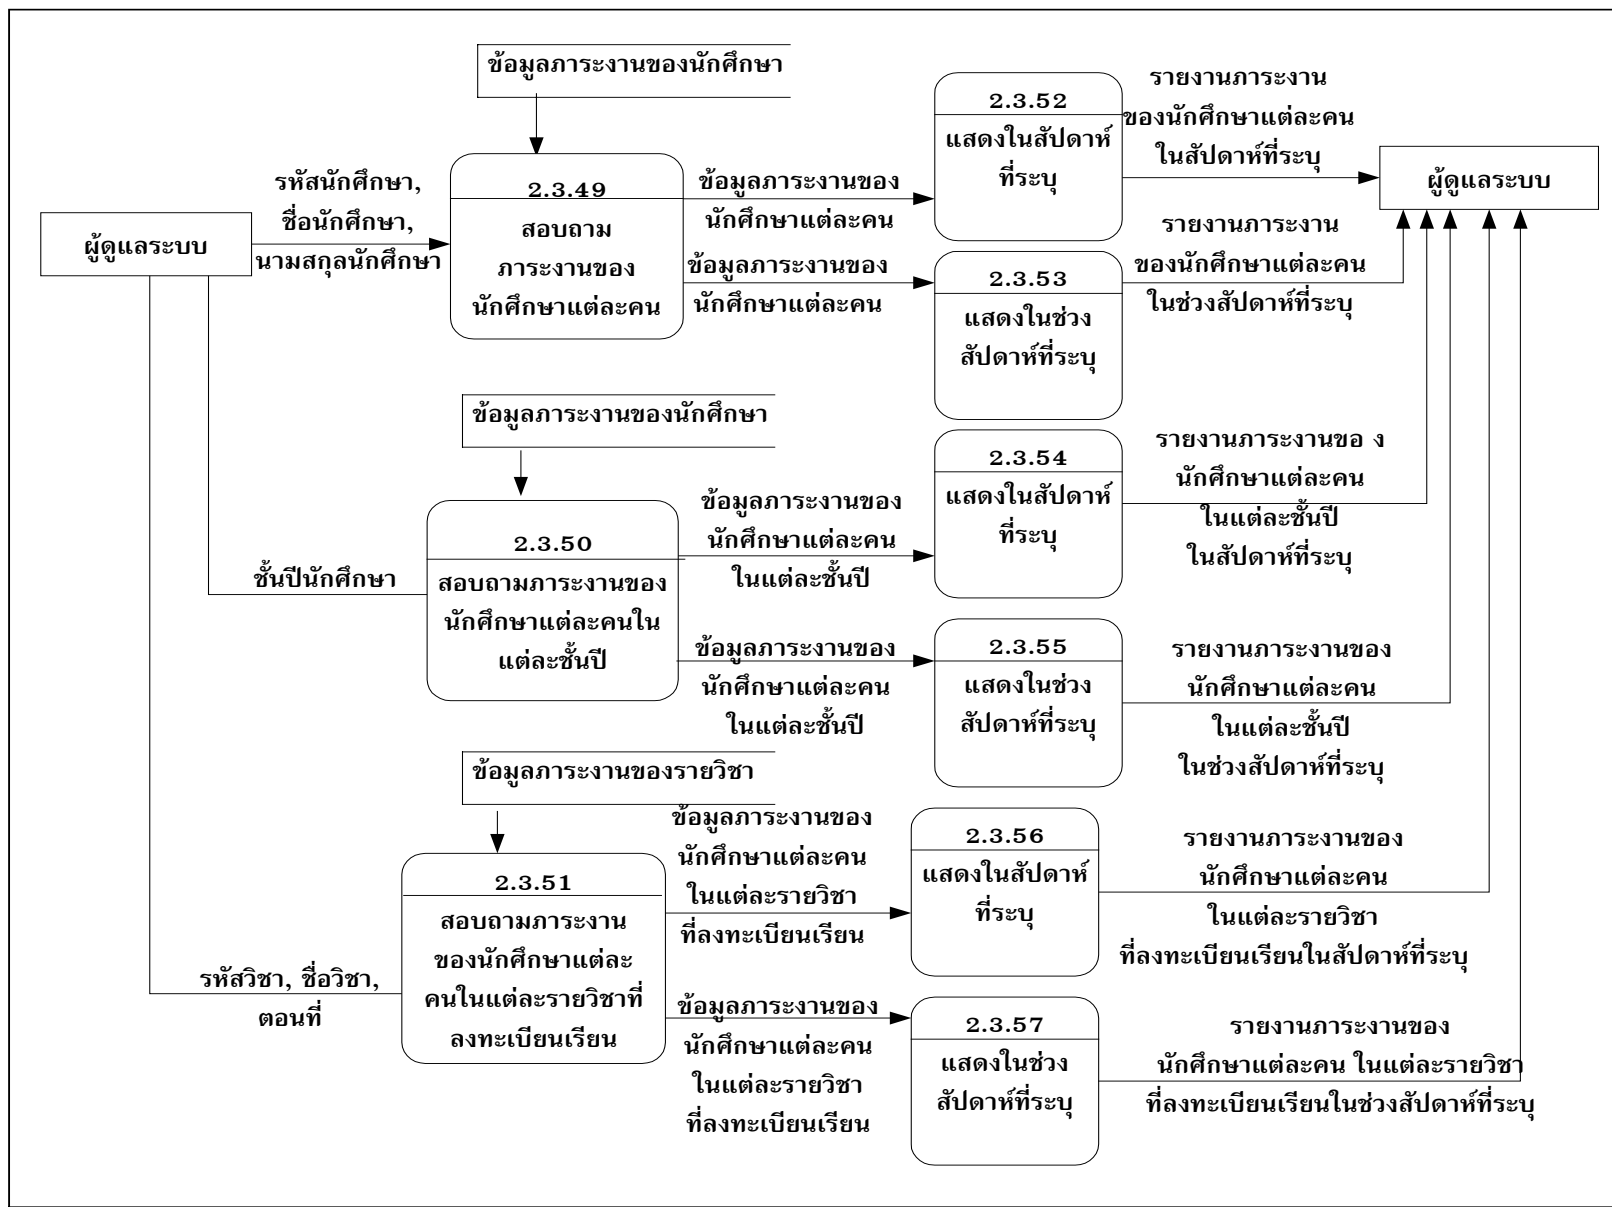 ข้อมูลภาระงานของนักศึกษา
2.3.52
แสดงในสัปดาห์
ที่ระบุ
รายงานภาระงาน
ของนักศึกษาแต่ละคน
ในสัปดาห์ที่ระบุ
ผู้ดูแลระบบ
รหัสนักศึกษา,
ชื่อนักศึกษา,
นามสกุลนักศึกษา
ผู้ดูแลระบบ
2.3.49
สอบถาม
ภาระงานของ
นักศึกษาแต่ละคน
ข้อมูลภาระงานของ
นักศึกษาแต่ละคน
ข้อมูลภาระงานของ
นักศึกษาแต่ละคน
2.3.53
แสดงในช่วง
สัปดาห์ที่ระบุ
รายงานภาระงาน
ของนักศึกษาแต่ละคน
ในช่วงสัปดาห์ที่ระบุ
ข้อมูลภาระงานของนักศึกษา
2.3.50
สอบถามภาระงานของ
นักศึกษาแต่ละคนใน
แต่ละชั้นปี
ชั้นปีนักศึกษา
ข้อมูลภาระงานของ
นักศึกษาแต่ละคน
ในแต่ละชั้นปี
2.3.54
แสดงในสัปดาห์
ที่ระบุ
รายงานภาระงานขอ ง
นักศึกษาแต่ละคน
ในแต่ละชั้นปี
ในสัปดาห์ที่ระบุ
ข้อมูลภาระงานของ
นักศึกษาแต่ละคน
ในแต่ละชั้นปี
2.3.55
แสดงในช่วง
สัปดาห์ที่ระบุ
รายงานภาระงานของ
นักศึกษาแต่ละคน
ในแต่ละชั้นปี
ในช่วงสัปดาห์ที่ระบุ
ข้อมูลภาระงานของรายวิชา
2.3.51
สอบถามภาระงาน
ของนักศึกษาแต่ละ
คนในแต่ละรายวิชาที่
ลงทะเบียนเรียน
รหัสวิชา, ชื่อวิชา,
ตอนที่
ข้อมูลภาระงานของ
นักศึกษาแต่ละคน
ในแต่ละรายวิชา
ที่ลงทะเบียนเรียน
2.3.56
แสดงในสัปดาห์
ที่ระบุ
รายงานภาระงานของ
นักศึกษาแต่ละคน
ในแต่ละรายวิชา
ที่ลงทะเบียนเรียนในสัปดาห์ที่ระบุ
ข้อมูลภาระงานของ
นักศึกษาแต่ละคน
ในแต่ละรายวิชา
ที่ลงทะเบียนเรียน
2.3.57
แสดงในช่วง
สัปดาห์ที่ระบุ
รายงานภาระงานของ
นักศึกษาแต่ละคน ในแต่ละรายวิชา
ที่ลงทะเบียนเรียนในช่วงสัปดาห์ที่ระบุ